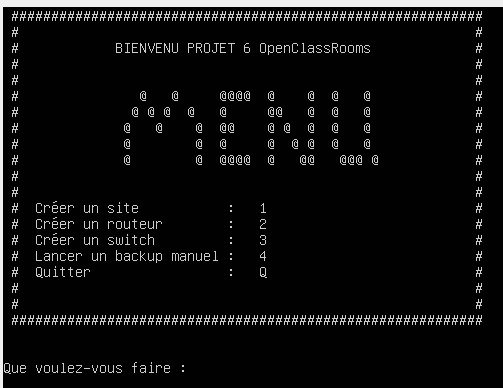 ############################################################
# #
# BIENVENU PROJET 6 OpenClassRooms #
# #
# #
# @ @ @@@@ @ @ @ @ #
# @ @ @ @ @ @@ @ @ @ #
# @ @ @ @@ @ @ @ @ @ #
# @ @ @ @ @ @ @ #
# @ @ @@@@ @ @@ @@@ @ #
# #
# #
# Créer un site : 1 #
# Créer un routeur : 2 #
# Créer un switch : 3 #
# Lancer un backup manuel : 4 #
# Quitter : Q #
# #
# #
############################################################
Que voulez-vous faire :